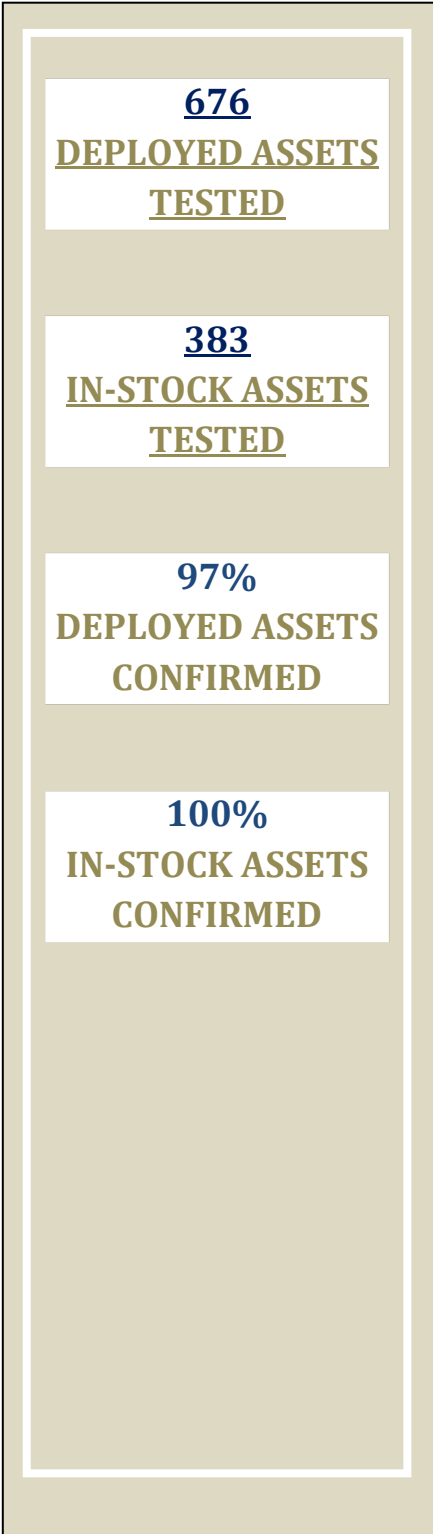 676
DEPLOYED ASSETS
TESTED
383
IN-STOCK ASSETS
TESTED
97%
DEPLOYED ASSETS
CONFIRMED
100%
IN-STOCK ASSETS
CONFIRMED